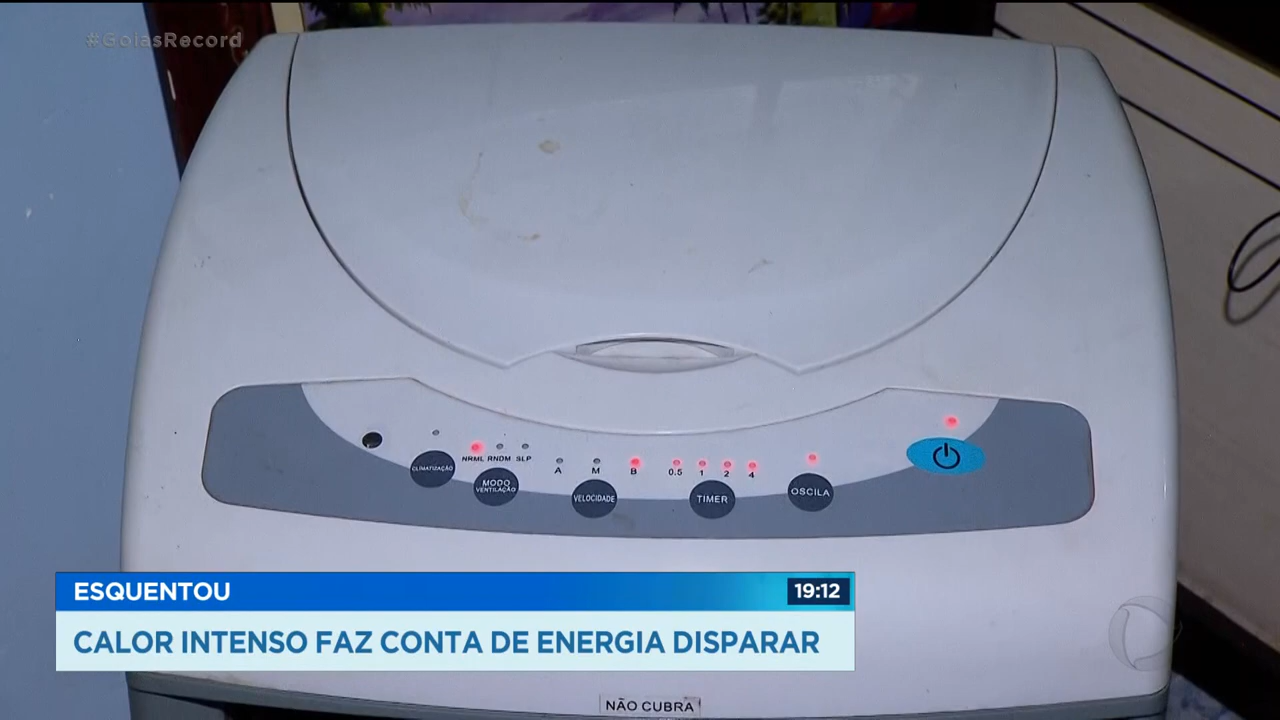 #GoiasRecord
NRML RNDM SLP
A M B
0.5 1 2 4
CLIMATIZAÇÃO
MODO
VENTILAÇÃO
VELOCIDADE
TIMER
OSCILA
ESQUENTOU
19:12
CALOR INTENSO FAZ CONTA DE ENERGIA DISPARAR
NÃO CUBRA